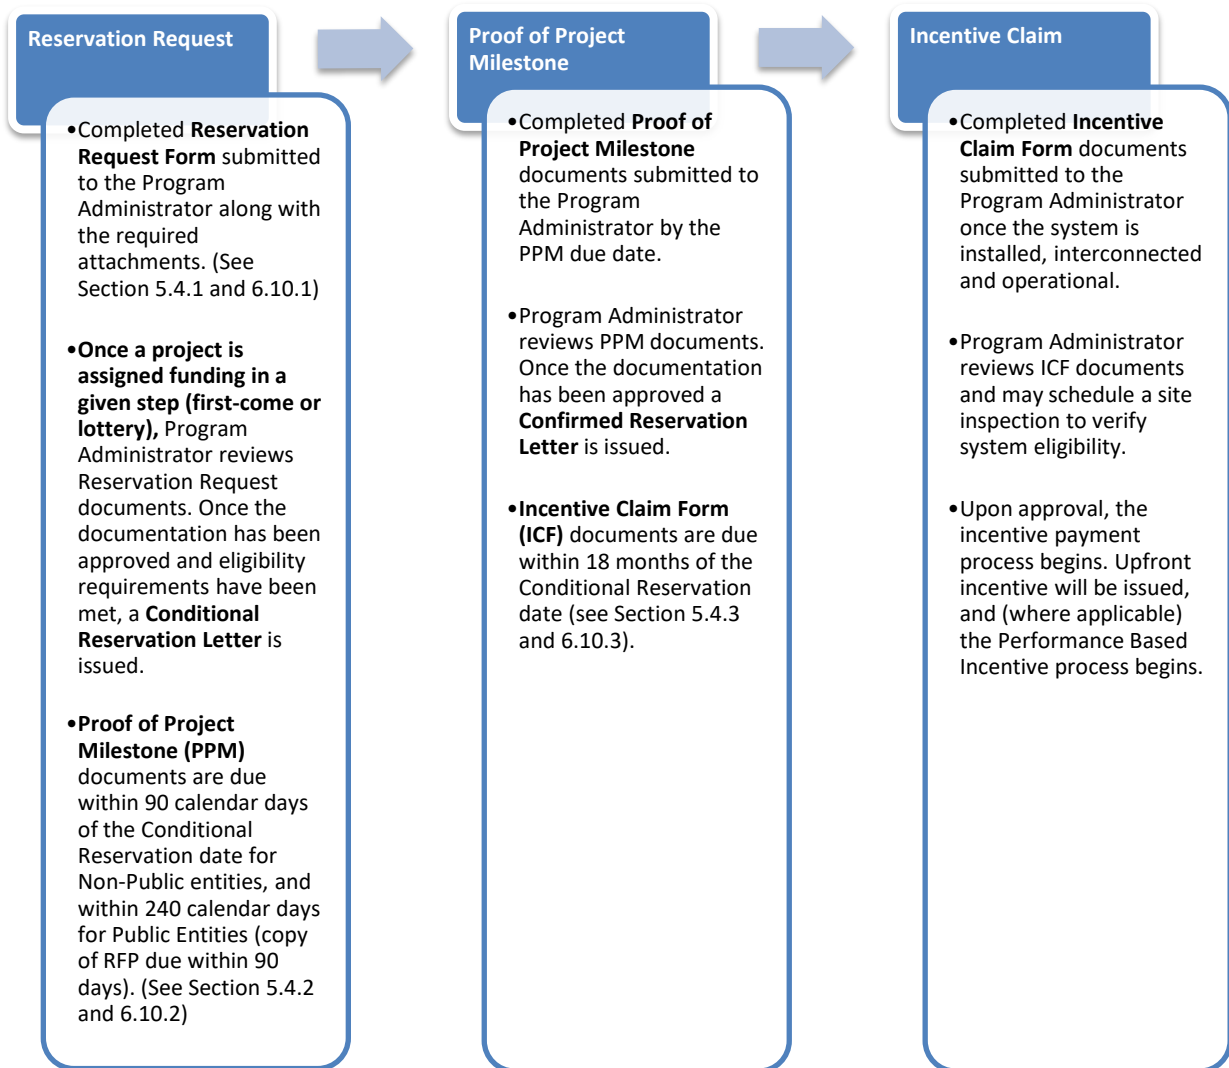 Reservation Request
•Completed Reservation
Request Form submitted
to the Program
Administrator along with
the required
attachments. (See
Section 5.4.1 and 6.10.1)
•Once a project is
assigned funding in a
given step (first-come or
lottery), Program
Administrator reviews
Reservation Request
documents. Once the
documentation has been
approved and eligibility
requirements have been
met, a Conditional
Reservation Letter is
issued.
•Proof of Project
Milestone (PPM)
documents are due
within 90 calendar days
of the Conditional
Reservation date for
Non-Public entities, and
within 240 calendar days
for Public Entities (copy
of RFP due within 90
days). (See Section 5.4.2
and 6.10.2)
Proof of Project
Milestone
•Completed Proof of
Project Milestone
documents submitted to
the Program
Administrator by the
PPM due date.
•Program Administrator
reviews PPM documents.
Once the documentation
has been approved a
Confirmed Reservation
Letter is issued.
•Incentive Claim Form
(ICF) documents are due
within 18 months of the
Conditional Reservation
date (see Section 5.4.3
and 6.10.3).
Incentive Claim
•Completed Incentive
Claim Form documents
submitted to the
Program Administrator
once the system is
installed, interconnected
and operational.
•Program Administrator
reviews ICF documents
and may schedule a site
inspection to verify
system eligibility.
•Upon approval, the
incentive payment
process begins. Upfront
incentive will be issued,
and (where applicable)
the Performance Based
Incentive process begins.